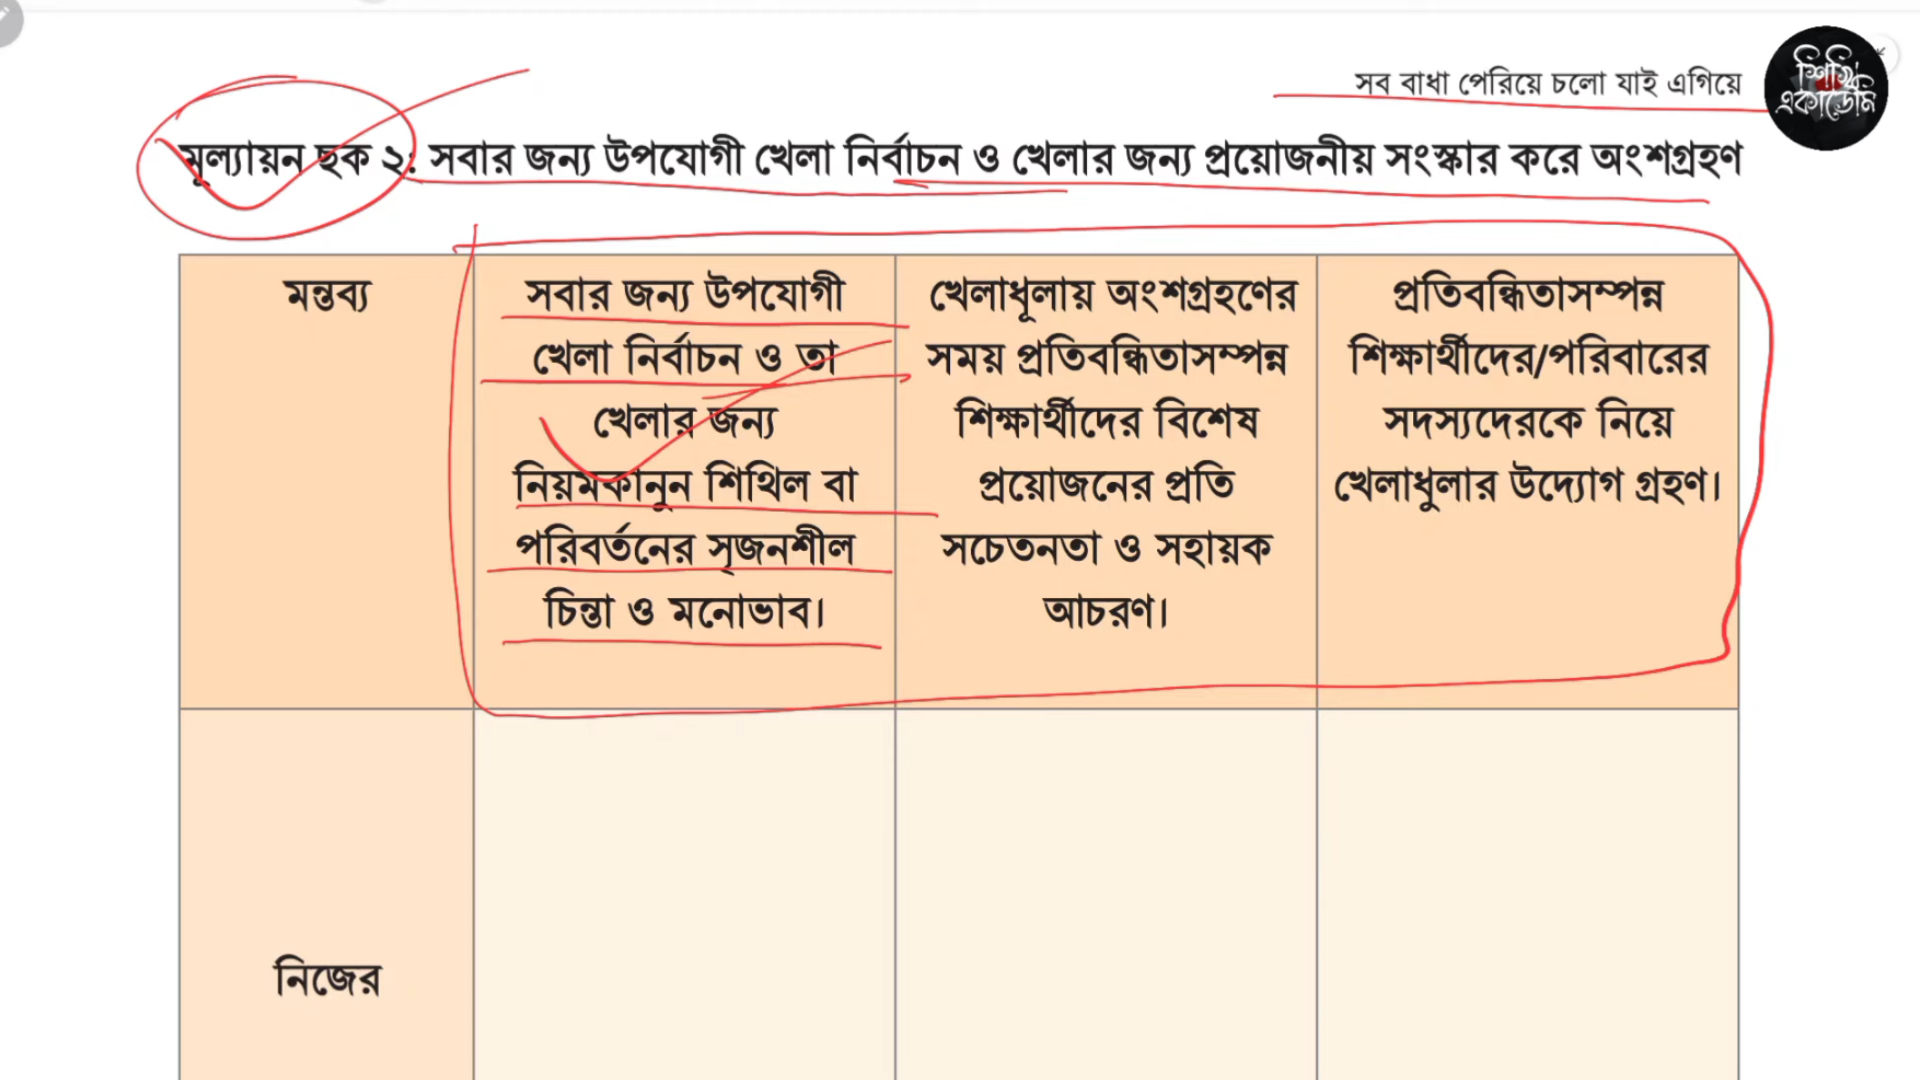 সব বাধা পেরিয়ে চলো যাই এগিয়ে
শিখি একাডেমি
মূল্যায়ন ছক ২: সবার জন্য উপযোগী খেলা নির্বাচন ও খেলার জন্য প্রয়োজনীয় সংস্কার করে অংশগ্রহণ
মন্তব্য
সবার জন্য উপযোগী
খেলা নির্বাচন ও তা
খেলার জন্য
নিয়মকানুন শিথিল বা
পরিবর্তনের সৃজনশীল
চিন্তা ও মনোভাব।
খেলাধূলায় অংশগ্রহণের
সময় প্রতিবন্ধিতাসম্পন্ন
শিক্ষার্থীদের বিশেষ
প্রয়োজনের প্রতি
সচেতনতা ও সহায়ক
আচরণ।
প্রতিবন্ধিতাসম্পন্ন
শিক্ষার্থীদের/পরিবারের
সদস্যদেরকে নিয়ে
খেলাধুলার উদ্যোগ গ্রহণ।
নিজের